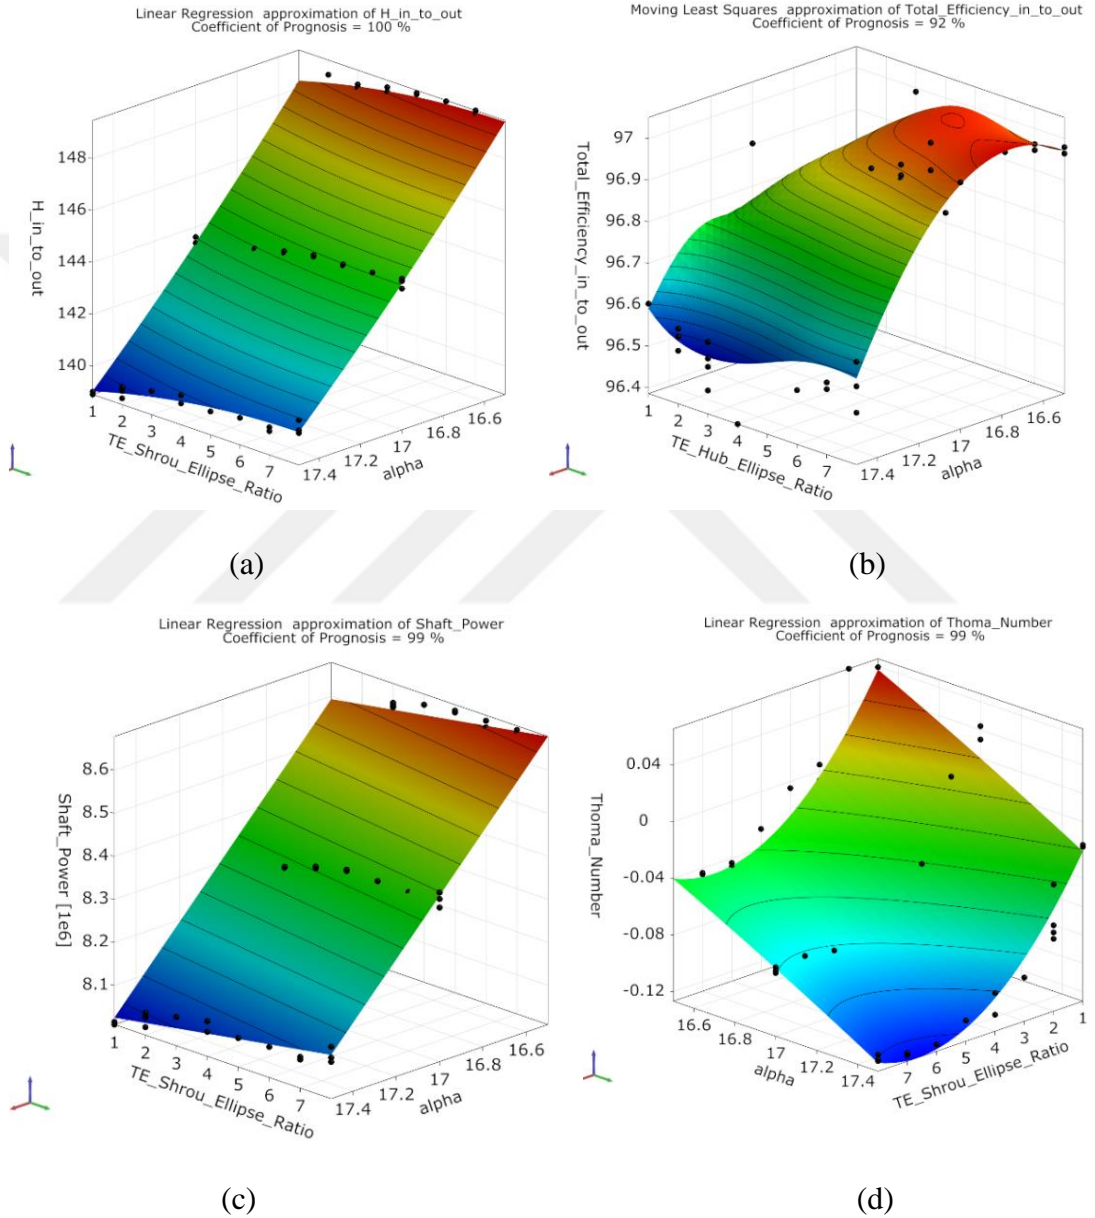 Linear Regression approximation of H_in_to_out
Coefficient of Prognosis = 100 %
H_in_to_out
148
146
144
142
140
1 2 3 4 5 6 7
TE_Shrou_Ellipse_Ratio
17.4 17.2 17 16.8 16.6
alpha
(a)
Moving Least Squares approximation of Total_Efficiency_in_to_out
Coefficient of Prognosis = 92 %
Total_Efficiency_in_to_out
97
96.9
96.8
96.7
96.6
96.5
96.4
1 2 3 4 5 6 7
TE_Hub_Ellipse_Ratio
17.4 17.2 17 16.8 16.6
alpha
(b)
Linear Regression approximation of Shaft_Power
Coefficient of Prognosis = 99 %
Shaft_Power [1e6]
8.6
8.5
8.4
8.3
8.2
8.1
1 2 3 4 5 6 7
TE_Shrou_Ellipse_Ratio
17.4 17.2 17 16.8 16.6
alpha
(c)
Linear Regression approximation of Thoma_Number
Coefficient of Prognosis = 99 %
Thoma_Number
0.04
0
-0.04
-0.08
-0.12
16.6 16.8 17 17.2 17.4
alpha
7 6 5 4 3 2 1
TE_Shrou_Ellipse_Ratio
(d)